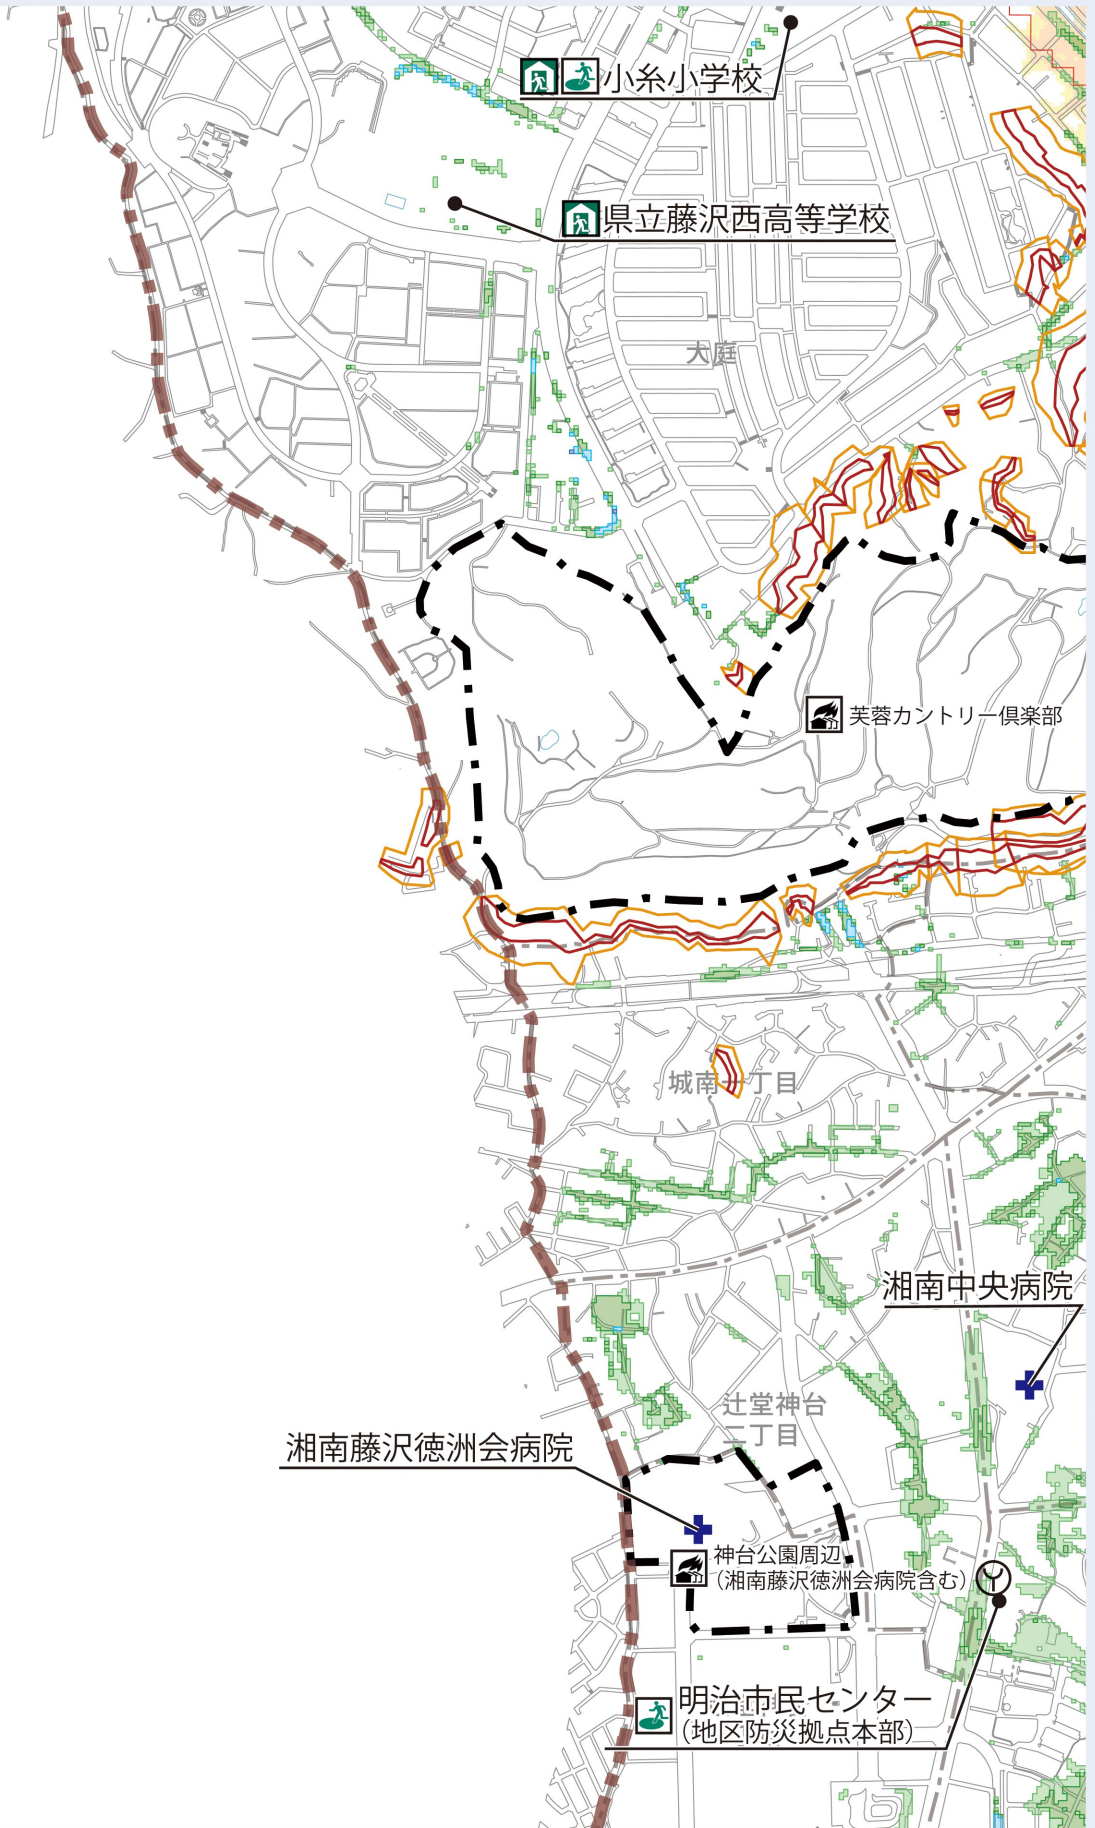 小糸小学校
県立藤沢西高等学校
大庭
芙蓉カントリー倶楽部
城南一丁目
湘南中央病院
辻堂神台
二丁目
湘南藤沢徳洲会病院
神台公園周辺
（湘南藤沢徳洲会病院含む）
明治市民センター
（地区防災拠点本部）